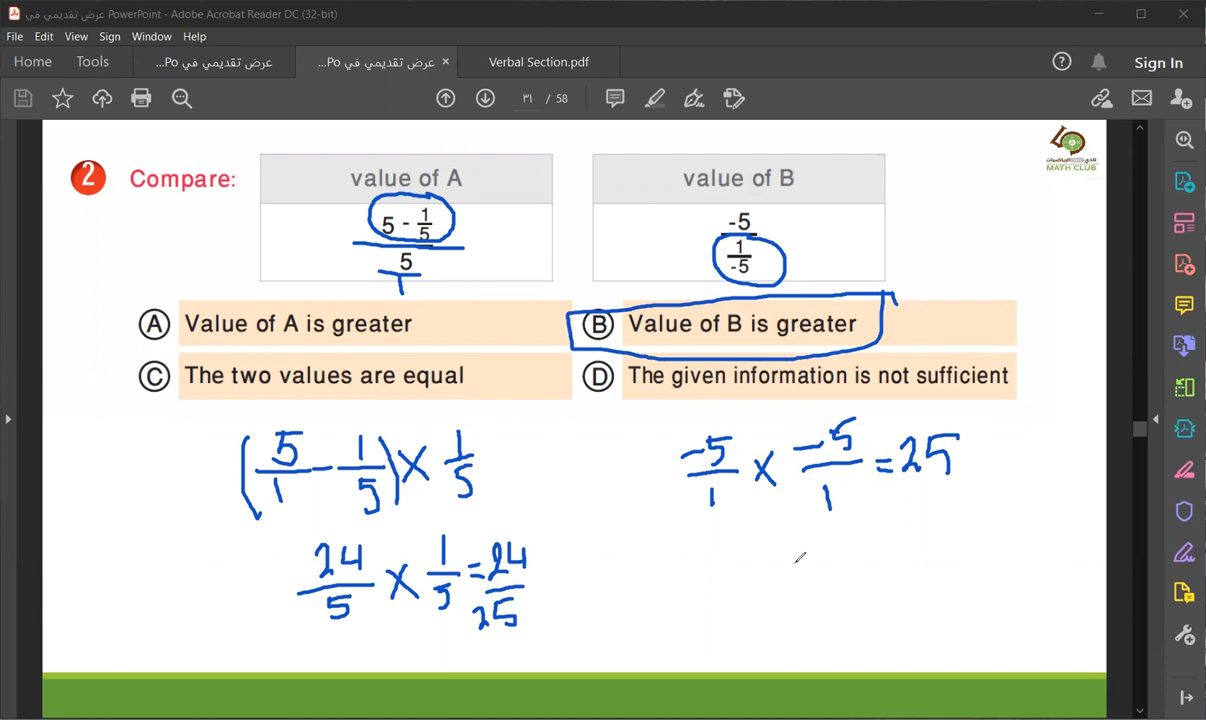 عرض تقديمي في PowerPoint - Adobe Acrobat Reader DC (32-bit)
File Edit View Sign Window Help
Home Tools عرض تقديمي في Po... عرض تقديمي في Po... × Verbal Section.pdf Sign In
٣١ / 58
MATH CLUB
2 Compare: value of A value of B
5 - 1/5 -5
5 1/-5
A Value of A is greater B Value of B is greater
C The two values are equal D The given information is not sufficient
(5/1 - 1/5) × 1/5 -5/1 × -5/1 = 25
24/5 × 1/5 = 24/25